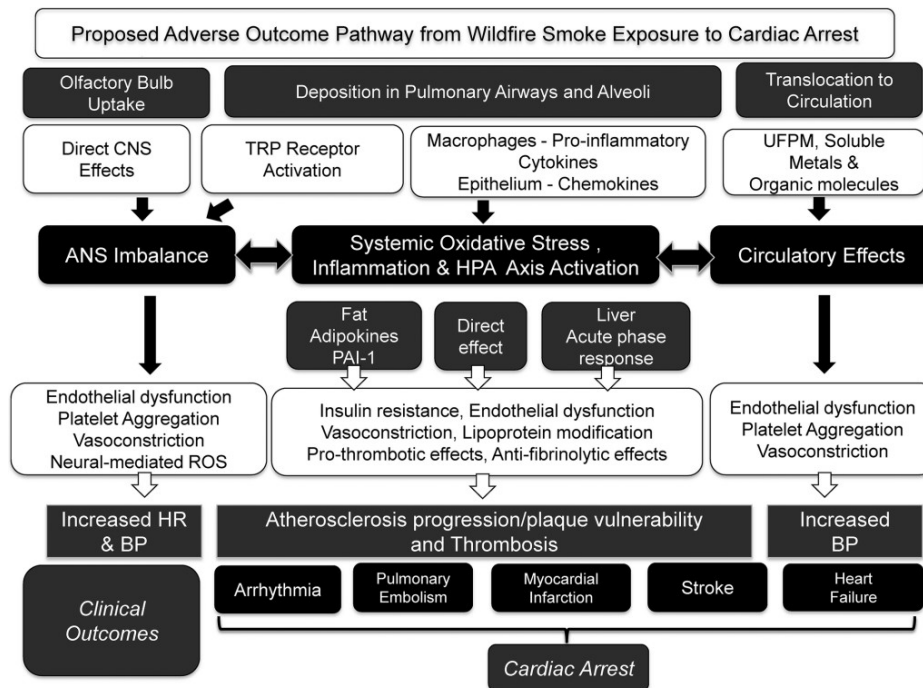 Proposed Adverse Outcome Pathway from Wildfire Smoke Exposure to Cardiac Arrest
Olfactory Bulb
Uptake
Deposition in Pulmonary Airways and Alveoli
Translocation to
Circulation
Direct CNS
Effects
TRP Receptor
Activation
Macrophages - Pro-inflammatory
Cytokines
Epithelium - Chemokines
UFPM, Soluble
Metals &
Organic molecules
ANS Imbalance
Systemic Oxidative Stress ,
Inflammation & HPA Axis Activation
Circulatory Effects
Fat
Adipokines
PAI-1
Direct
effect
Liver
Acute phase
response
Endothelial dysfunction
Platelet Aggregation
Vasoconstriction
Neural-mediated ROS
Insulin resistance, Endothelial dysfunction
Vasoconstriction, Lipoprotein modification
Pro-thrombotic effects, Anti-fibrinolytic effects
Endothelial dysfunction
Platelet Aggregation
Vasoconstriction
Increased HR
& BP
Atherosclerosis progression/plaque vulnerability
and Thrombosis
Increased
BP
Clinical
Outcomes
Arrhythmia
Pulmonary
Embolism
Myocardial
Infarction
Stroke
Heart
Failure
Cardiac Arrest